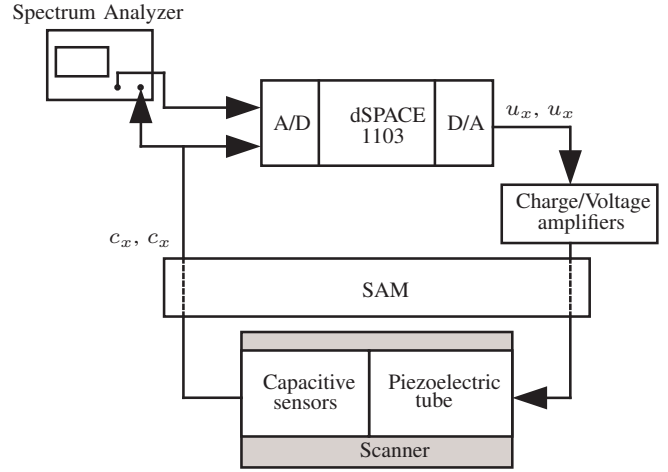 Spectrum Analyzer
A/D
dSPACE
1103
D/A
u_x, u_x
Charge/Voltage
amplifiers
c_x, c_x
SAM
Capacitive
sensors
Piezoelectric
tube
Scanner